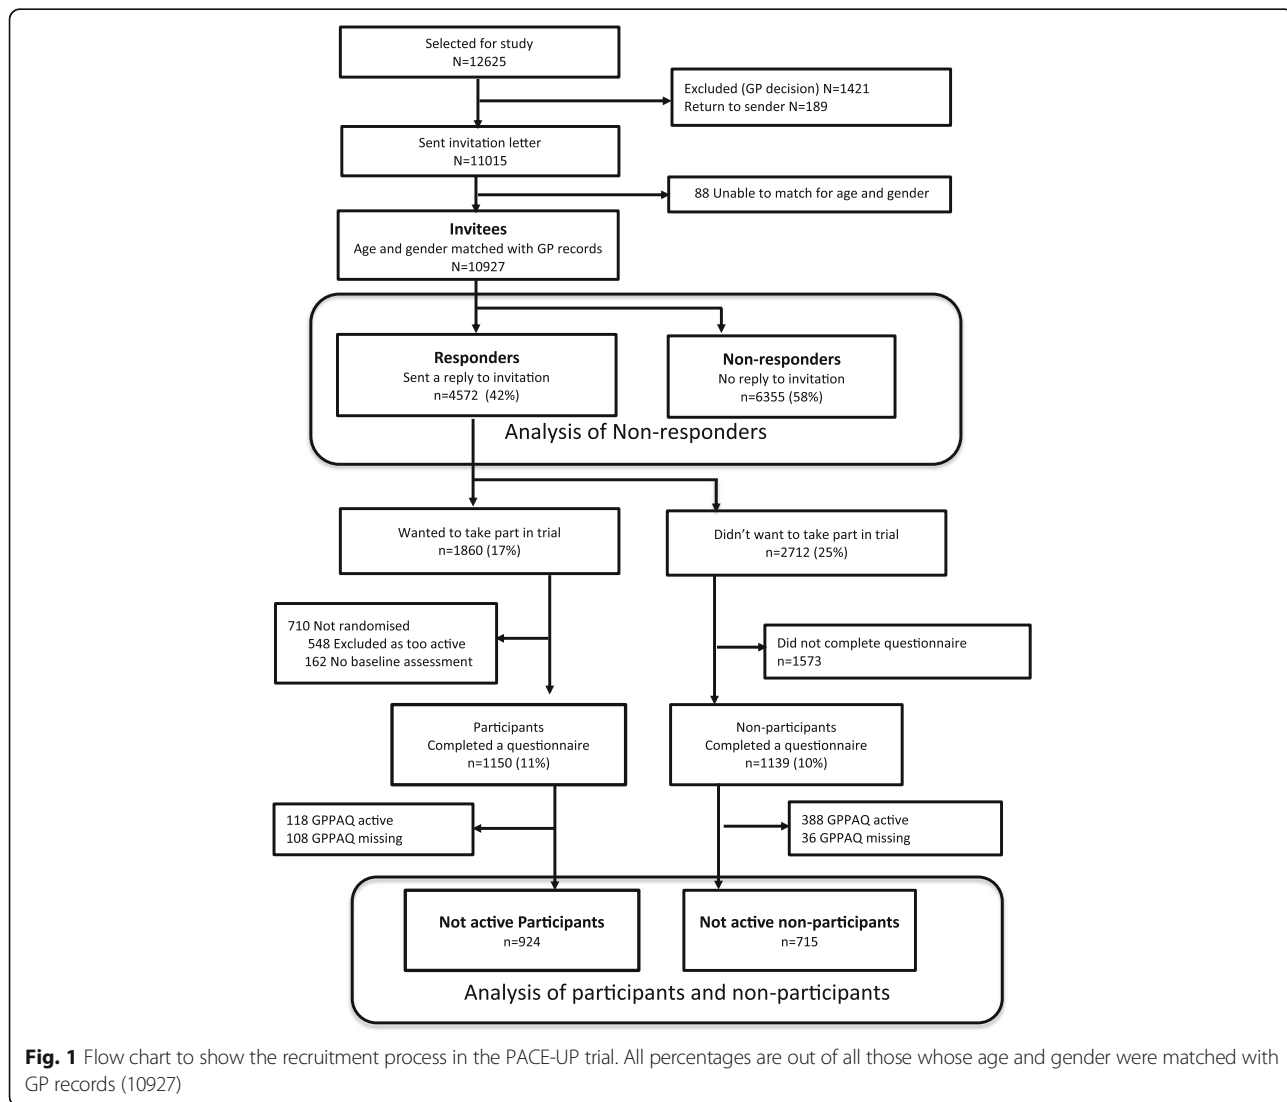 Selected for study
N=12625
Excluded (GP decision) N=1421
Return to sender N=189
Sent invitation letter
N=11015
88 Unable to match for age and gender
Invitees
Age and gender matched with GP records
N=10927
Responders
Sent a reply to invitation
n=4572 (42%)
Non-responders
No reply to invitation
n=6355 (58%)
Analysis of Non-responders
Wanted to take part in trial
n=1860 (17%)
Didn’t want to take part in trial
n=2712 (25%)
710 Not randomised
548 Excluded as too active
162 No baseline assessment
Did not complete questionnaire
n=1573
Participants
Completed a questionnaire
n=1150 (11%)
Non-participants
Completed a questionnaire
n=1139 (10%)
118 GPPAQ active
108 GPPAQ missing
388 GPPAQ active
36 GPPAQ missing
Not active Participants
n=924
Not active non-participants
n=715
Analysis of participants and non-participants
Fig. 1 Flow chart to show the recruitment process in the PACE-UP trial. All percentages are out of all those whose age and gender were matched with
GP records (10927)